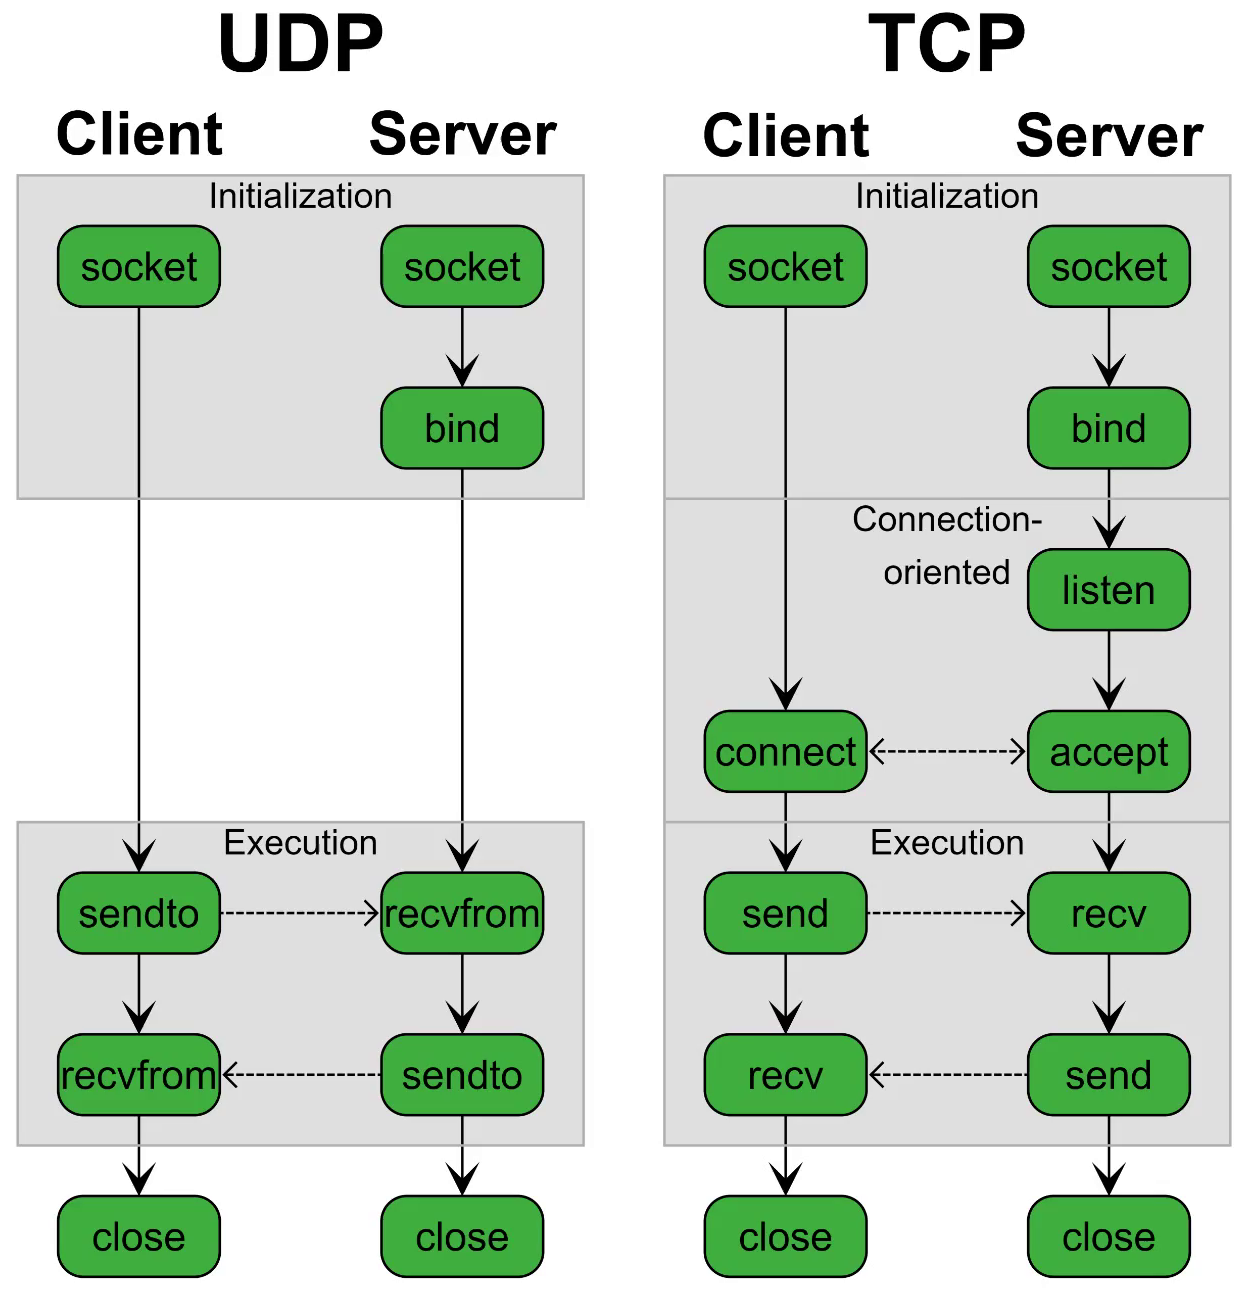 UDP
TCP
Client
Server
Client
Server
Initialization
Initialization
socket
socket
socket
socket
bind
bind
Connection-
oriented
listen
connect
accept
Execution
Execution
sendto
recvfrom
send
recv
recvfrom
sendto
recv
send
close
close
close
close